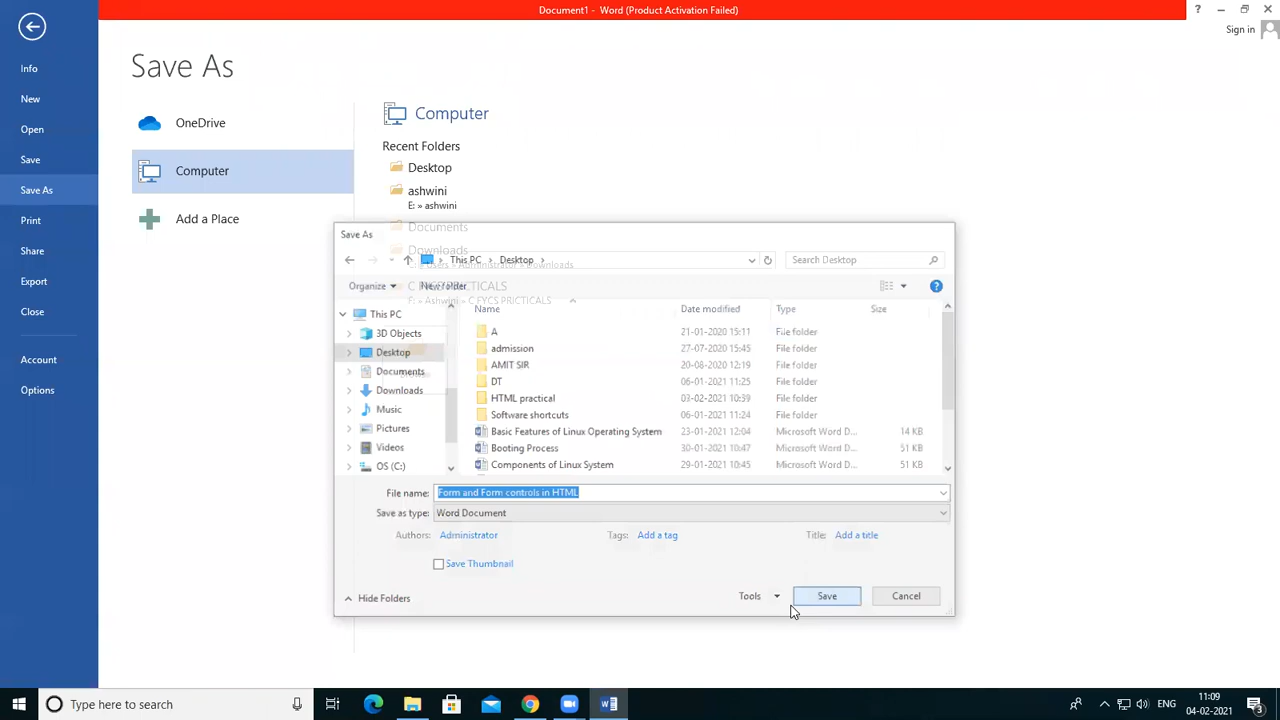 Document1 - Word (Product Activation Failed)
?
Sign in
Info
New
Open
Save
Save As
Print
Share
Export
Close
Account
Options
Save As
OneDrive
Computer
Add a Place
Computer
Recent Folders
Desktop
ashwini
E: » ashwini
Documents
Downloads
C FYCS PRICTICALS
Save As
This PC
Desktop
Search Desktop
Organize
New folder
Name
Date modified
Type
Size
This PC
3D Objects
Desktop
Documents
Downloads
Music
Pictures
Videos
OS (C:)
A 21-01-2020 15:11 File folder
admission 27-07-2020 15:45 File folder
AMIT SIR 20-08-2020 12:19 File folder
DT 06-01-2021 11:25 File folder
HTML practical 03-02-2021 10:39 File folder
Software shortcuts 06-01-2021 11:24 File folder
Basic Features of Linux Operating System 23-01-2021 12:04 Microsoft Word D... 14 KB
Booting Process 30-01-2021 10:47 Microsoft Word D... 51 KB
Components of Linux System 29-01-2021 10:45 Microsoft Word D... 51 KB
File name: Form and Form controls in HTML
Save as type: Word Document
Authors: Administrator Tags: Add a tag Title: Add a title
Save Thumbnail
Hide Folders
Tools Save Cancel
Type here to search
ENG
11:09
04-02-2021